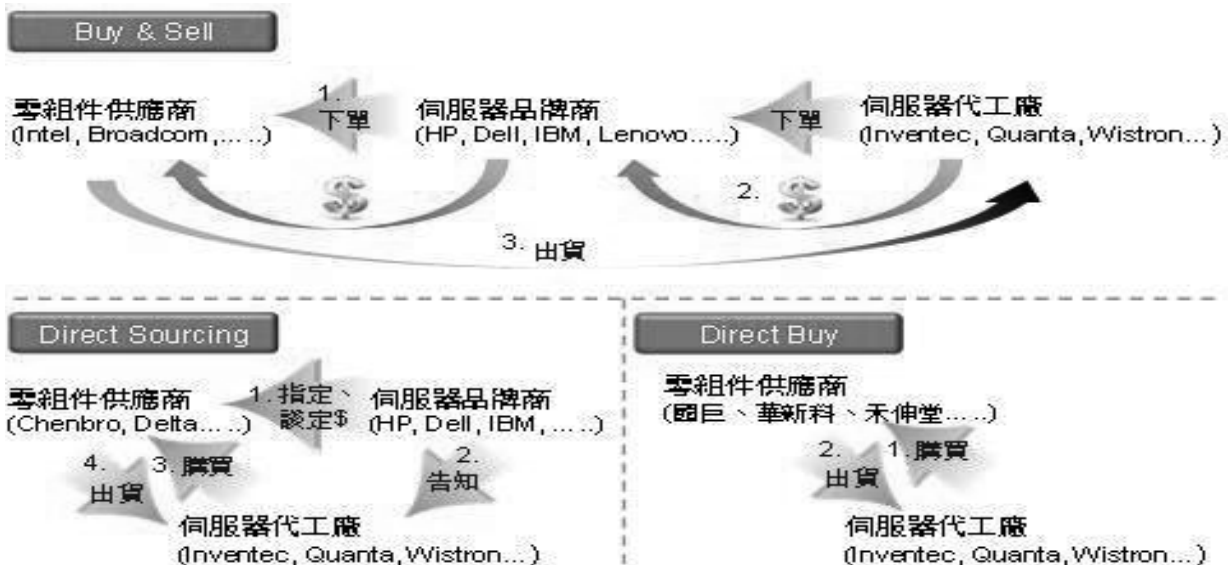 Buy & Sell
零組件供應商
(Intel, Broadcom,…..)
1.
下單
伺服器品牌商
(HP, Dell, IBM, Lenovo…..)
下單
伺服器代工廠
(Inventec, Quanta,Wistron…)
$
2.
$
3. 出貨
Direct Sourcing
零組件供應商
(Chenbro, Delta…..)
1.指定、
談定$
伺服器品牌商
(HP, Dell, IBM,…..)
4.
出貨
3. 購買
2.
告知
伺服器代工廠
(Inventec, Quanta,Wistron…)
Direct Buy
零組件供應商
(國巨、華新科、禾伸堂…..)
2.
出貨
1.購買
伺服器代工廠
(Inventec, Quanta,Wistron…)